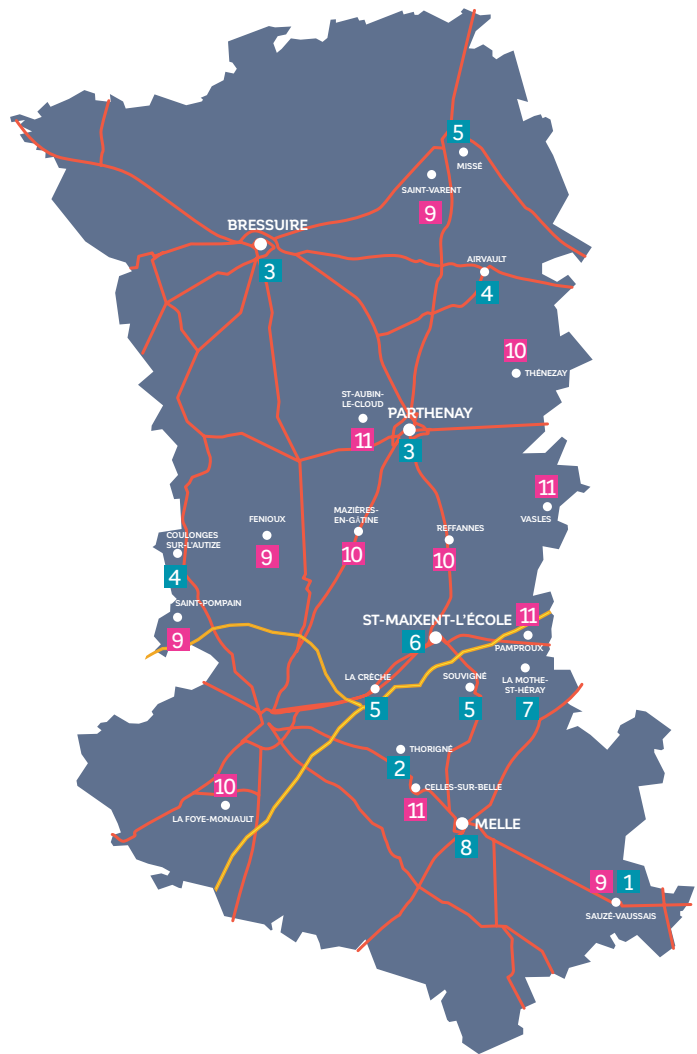 5
MISSÉ
SAINT-VARENT
9
BRESSUIRE
3
AIRVAULT
4
10
THÉNEZAY
ST-AUBIN-
LE-CLOUD
11
PARTHENAY
3
11
VASLES
MAZIÈRES-
EN-GÂTINE
10
FENIOUX
9
REFFANNES
10
COULONGES
SUR-L'AUTIZE
4
SAINT-POMPAIN
9
ST-MAIXENT-L'ÉCOLE
6
11
PAMPROUX
LA CRÈCHE
5
SOUVIGNÉ
5
LA MOTHE-
ST-HÉRAY
7
THORIGNÉ
2
CELLES-SUR-BELLE
11
10
LA FOYE-MONJAULT
MELLE
8
9 1
SAUZÉ-VAUSSAIS